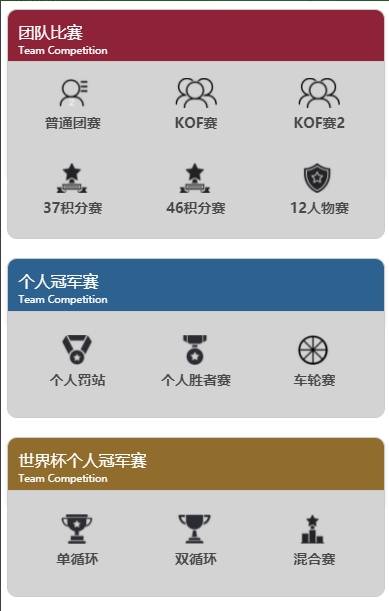 团队比赛
Team Competition
普通团赛 KOF赛 KOF赛2
37积分赛 46积分赛 12人物赛
个人冠军赛
Team Competition
个人罚站 个人胜者赛 车轮赛
世界杯个人冠军赛
Team Competition
单循环 双循环 混合赛